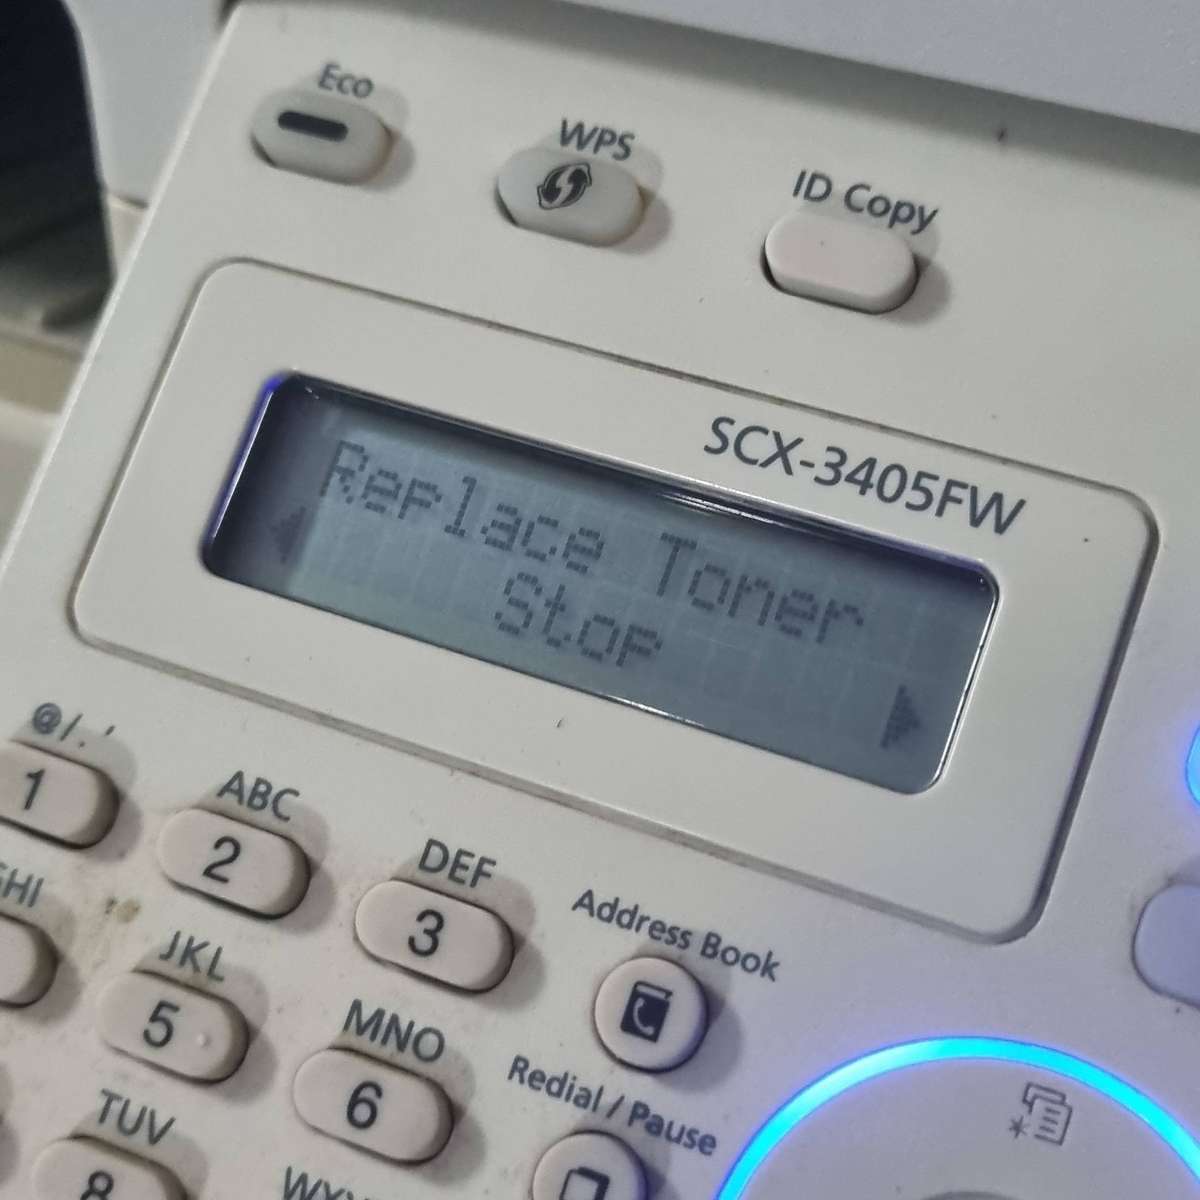 Eco
WPS
ID Copy
SCX-3405FW
Replace Toner
Stop
@/.'
1
ABC
2
DEF
3
Address Book
GHI
JKL
5
MNO
6
Redial / Pause
TUV
8